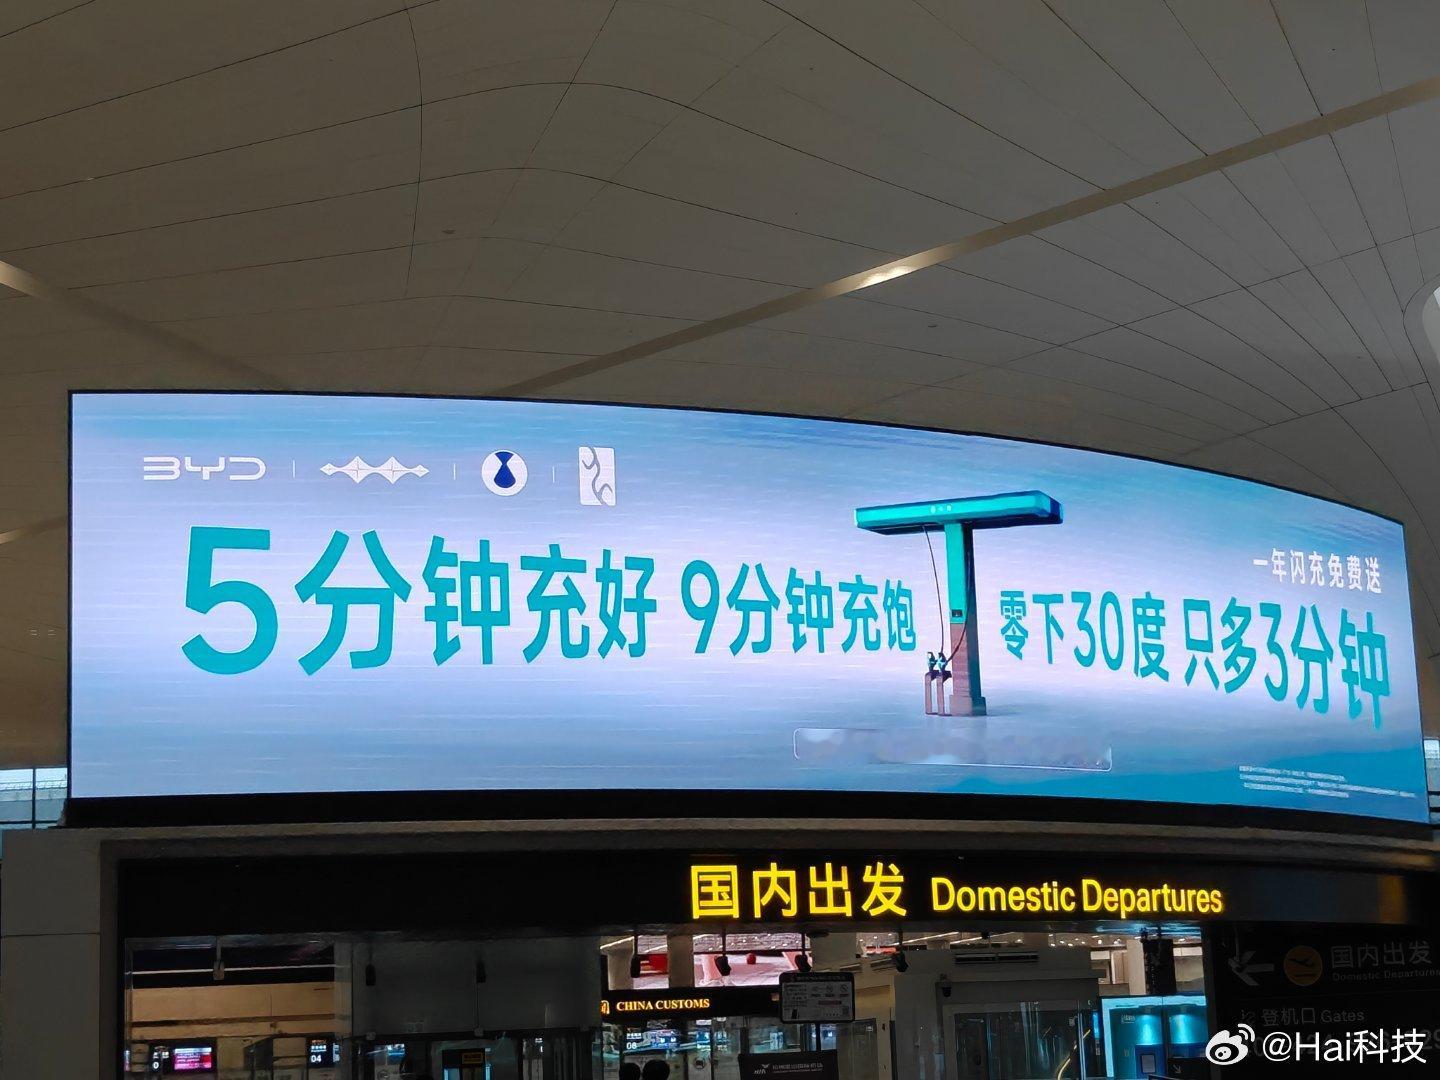 BYD
5分钟充好 9分钟充饱
一年闪充免费送
零下30度 只多3分钟
国内出发 Domestic Departures
国内出发
Domestic Departures
登机口 Gates
CHINA CUSTOMS
04
@Hai科技